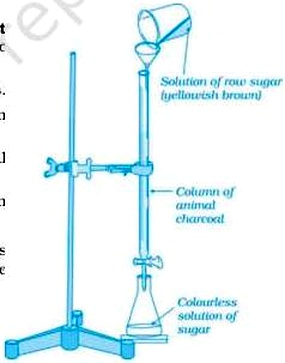 Solution of row sugar
(yellowish brown)
Column of
animal
charcoal
Colourless
solution of
sugar